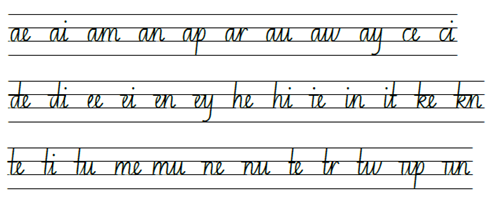 ae ai am an ap ar au aw ay ce ci
de di ee ei en ey he hi ie in it ke kn
te ti tu me mu ne nu te tr tw up un